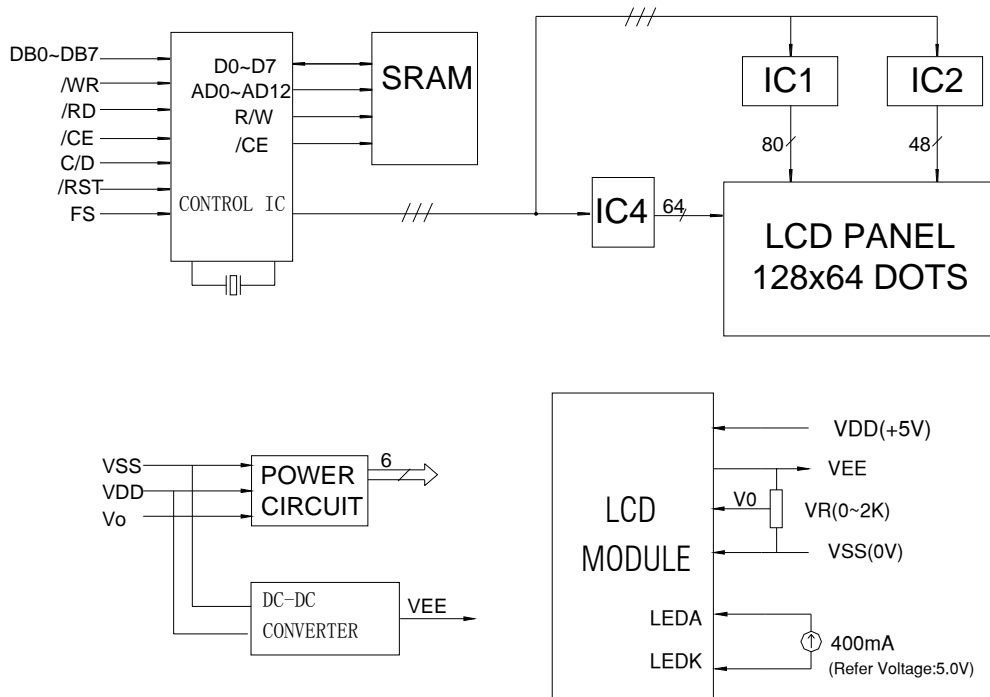 DB0~DB7
/WR
/RD
/CE
C/D
/RST
FS
D0~D7
AD0~AD12
R/W
/CE
CONTROL IC
SRAM
IC1
IC2
80
48
IC4
64
LCD PANEL
128x64 DOTS
VSS
VDD
Vo
POWER
CIRCUIT
6
DC-DC
CONVERTER
VEE
LCD
MODULE
VDD(+5V)
VEE
V0
VR(0~2K)
VSS(0V)
LEDA
LEDK
400mA
(Refer Voltage:5.0V)